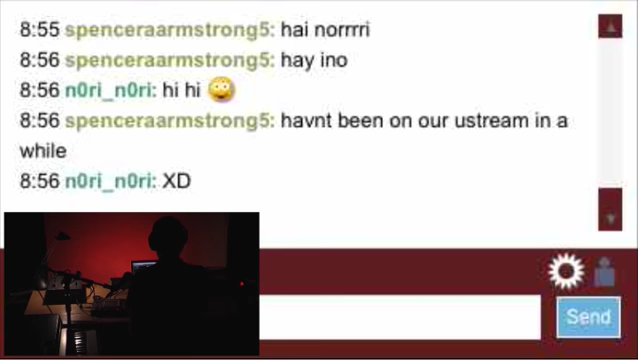 8:55 spenceraarmstrong5: hai norrrri
8:56 spenceraarmstrong5: hay ino
8:56 n0ri_n0ri: hi hi
8:56 spenceraarmstrong5: havnt been on our ustream in a
while
8:56 n0ri_n0ri: XD
Send